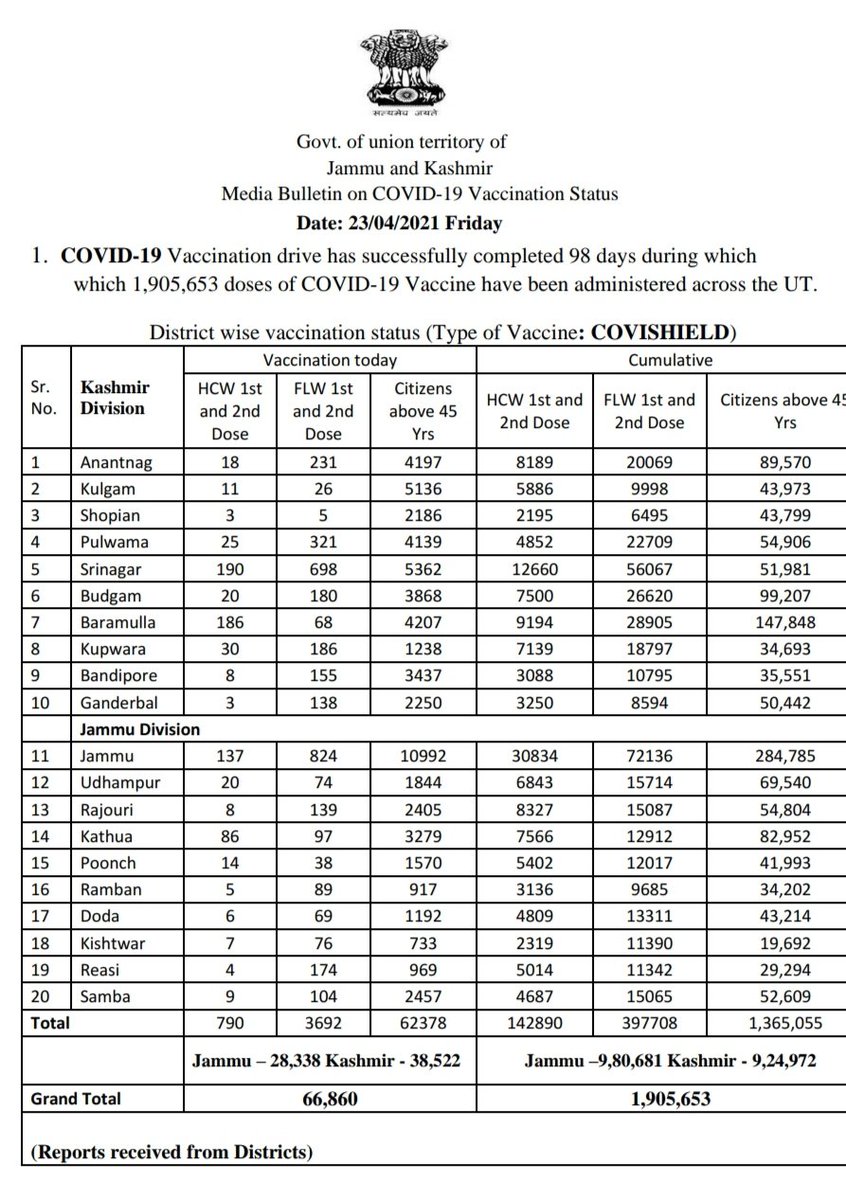 सत्यमेव जयते
Govt. of union territory of
Jammu and Kashmir
Media Bulletin on COVID-19 Vaccination Status
Date: 23/04/2021 Friday
1. COVID-19 Vaccination drive has successfully completed 98 days during which
which 1,905,653 doses of COVID-19 Vaccine have been administered across the UT.
District wise vaccination status (Type of Vaccine: COVISHIELD)
Sr. No. Kashmir Division Vaccination today Cumulative
HCW 1st and 2nd Dose FLW 1st and 2nd Dose Citizens above 45 Yrs HCW 1st and 2nd Dose FLW 1st and 2nd Dose Citizens above 45 Yrs
1 Anantnag 18 231 4197 8189 20069 89,570
2 Kulgam 11 26 5136 5886 9998 43,973
3 Shopian 3 5 2186 2195 6495 43,799
4 Pulwama 25 321 4139 4852 22709 54,906
5 Srinagar 190 698 5362 12660 56067 51,981
6 Budgam 20 180 3868 7500 26620 99,207
7 Baramulla 186 68 4207 9194 28905 147,848
8 Kupwara 30 186 1238 7139 18797 34,693
9 Bandipore 8 155 3437 3088 10795 35,551
10 Ganderbal 3 138 2250 3250 8594 50,442
Jammu Division
11 Jammu 137 824 10992 30834 72136 284,785
12 Udhampur 20 74 1844 6843 15714 69,540
13 Rajouri 8 139 2405 8327 15087 54,804
14 Kathua 86 97 3279 7566 12912 82,952
15 Poonch 14 38 1570 5402 12017 41,993
16 Ramban 5 89 917 3136 9685 34,202
17 Doda 6 69 1192 4809 13311 43,214
18 Kishtwar 7 76 733 2319 11390 19,692
19 Reasi 4 174 969 5014 11342 29,294
20 Samba 9 104 2457 4687 15065 52,609
Total 790 3692 62378 142890 397708 1,365,055
Jammu – 28,338 Kashmir - 38,522 Jammu –9,80,681 Kashmir - 9,24,972
Grand Total 66,860 1,905,653
(Reports received from Districts)